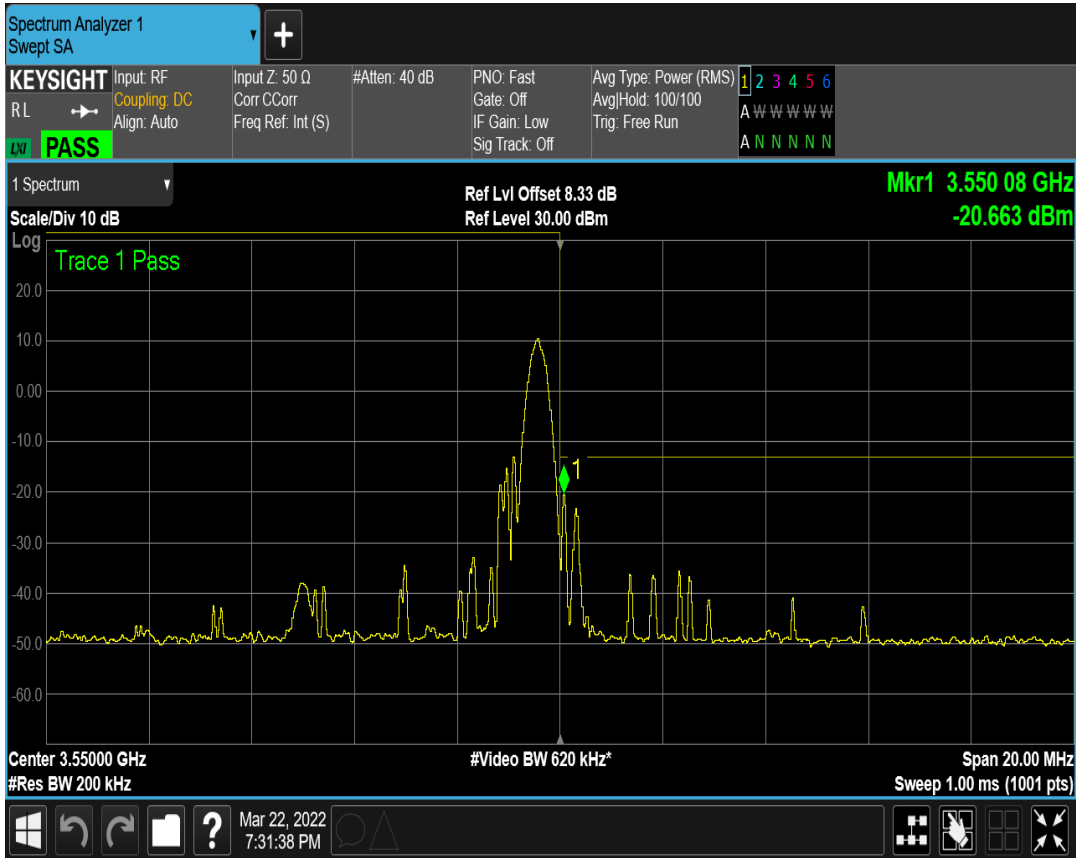 Spectrum Analyzer 1
Swept SA
+
KEYSIGHT
R L
LXI PASS
Input: RF
Coupling: DC
Align: Auto
Input Z: 50 Ω
Corr CCorr
Freq Ref: Int (S)
#Atten: 40 dB
PNO: Fast
Gate: Off
IF Gain: Low
Sig Track: Off
Avg Type: Power (RMS)
Avg|Hold: 100/100
Trig: Free Run
1 2 3 4 5 6
A W W W W W
A N N N N N
1 Spectrum
Scale/Div 10 dB
Ref Lvl Offset 8.33 dB
Ref Level 30.00 dBm
Mkr1 3.550 08 GHz
-20.663 dBm
Log
Trace 1 Pass
20.0
10.0
0.00
-10.0
1
-20.0
-30.0
-40.0
-50.0
-60.0
Center 3.55000 GHz
#Res BW 200 kHz
#Video BW 620 kHz*
Span 20.00 MHz
Sweep 1.00 ms (1001 pts)
?
Mar 22, 2022
7:31:38 PM